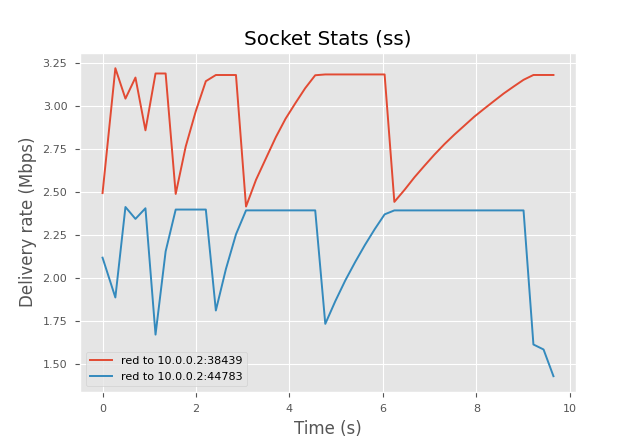 Socket Stats (ss)
3.25
3.00
2.75
2.50
2.25
2.00
1.75
1.50
Delivery rate (Mbps)
red to 10.0.0.2:38439
red to 10.0.0.2:44783
0 2 4 6 8 10
Time (s)